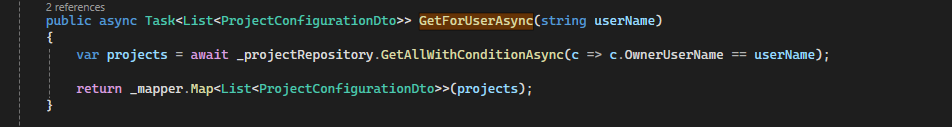 2 references
public async Task<List<ProjectConfigurationDto>> GetForUserAsync(string userName)
{
var projects = await _projectRepository.GetAllWithConditionAsync(c => c.OwnerUserName == userName);
return _mapper.Map<List<ProjectConfigurationDto>>(projects);
}